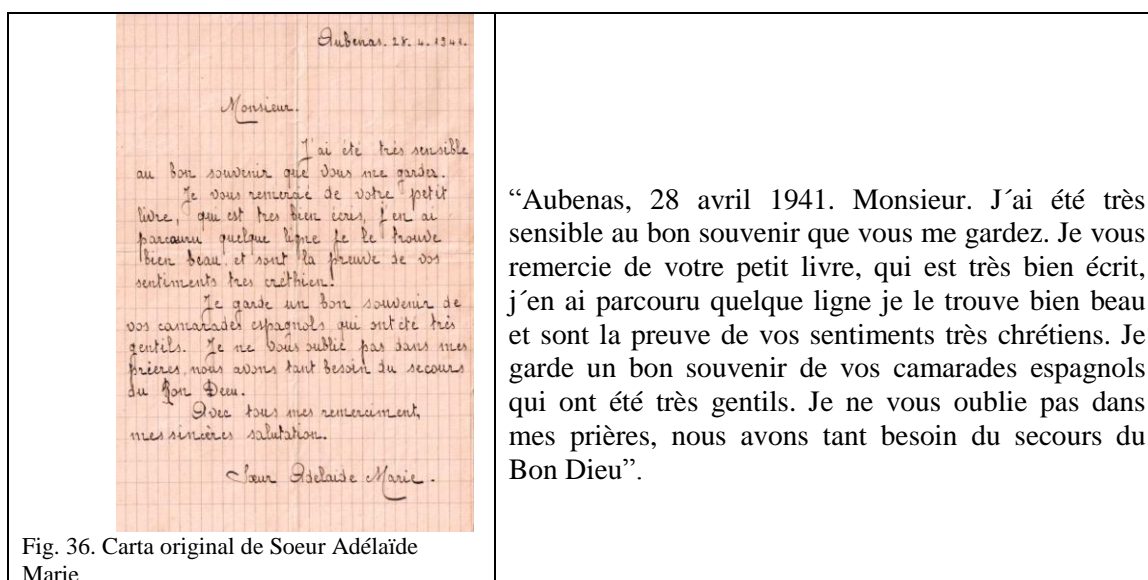 Aubenas. 28. 4. 1941.
Monsieur.
J'ai été très sensible
au bon souvenir que vous me garder.
Je vous remercie de votre petit
livre, qui est tres bien écris, j'en ai
parcouru quelque ligne je le trouve
bien beau, et sont la preuve de vos
sentiments tres créthien.
Je garde un bon souvenir de
vos camarades espagnols qui ont été très
gentils. Je ne vous oublie pas dans mes
prières, nous avons tant besoin du secours
du Bon Dieu.
Avec tous mes remerciment,
mes sincères salutation.
Sœur Adelaide Marie.
Fig. 36. Carta original de Soeur Adélaïde
Marie
“Aubenas, 28 avril 1941. Monsieur. J´ai été très
sensible au bon souvenir que vous me gardez. Je vous
remercie de votre petit livre, qui est très bien écrit,
j´en ai parcouru quelque ligne je le trouve bien beau
et sont la preuve de vos sentiments très chrétiens. Je
garde un bon souvenir de vos camarades espagnols
qui ont été très gentils. Je ne vous oublie pas dans
mes prières, nous avons tant besoin du secours du
Bon Dieu”.